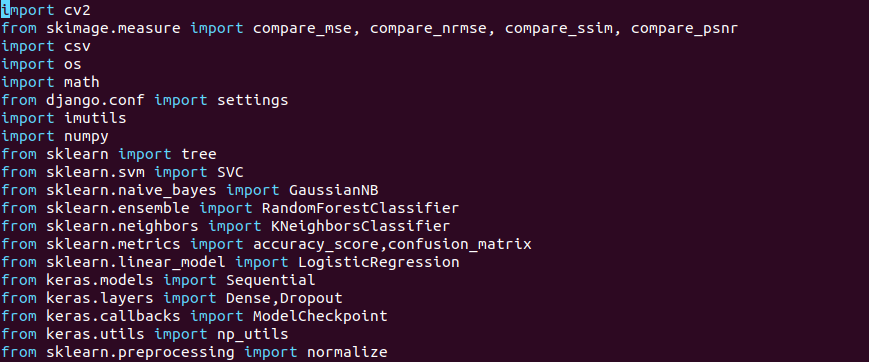 import cv2
from skimage.measure import compare_mse, compare_nrmse, compare_ssim, compare_psnr
import csv
import os
import math
from django.conf import settings
import imutils
import numpy
from sklearn import tree
from sklearn.svm import SVC
from sklearn.naive_bayes import GaussianNB
from sklearn.ensemble import RandomForestClassifier
from sklearn.neighbors import KNeighborsClassifier
from sklearn.metrics import accuracy_score,confusion_matrix
from sklearn.linear_model import LogisticRegression
from keras.models import Sequential
from keras.layers import Dense,Dropout
from keras.callbacks import ModelCheckpoint
from keras.utils import np_utils
from sklearn.preprocessing import normalize